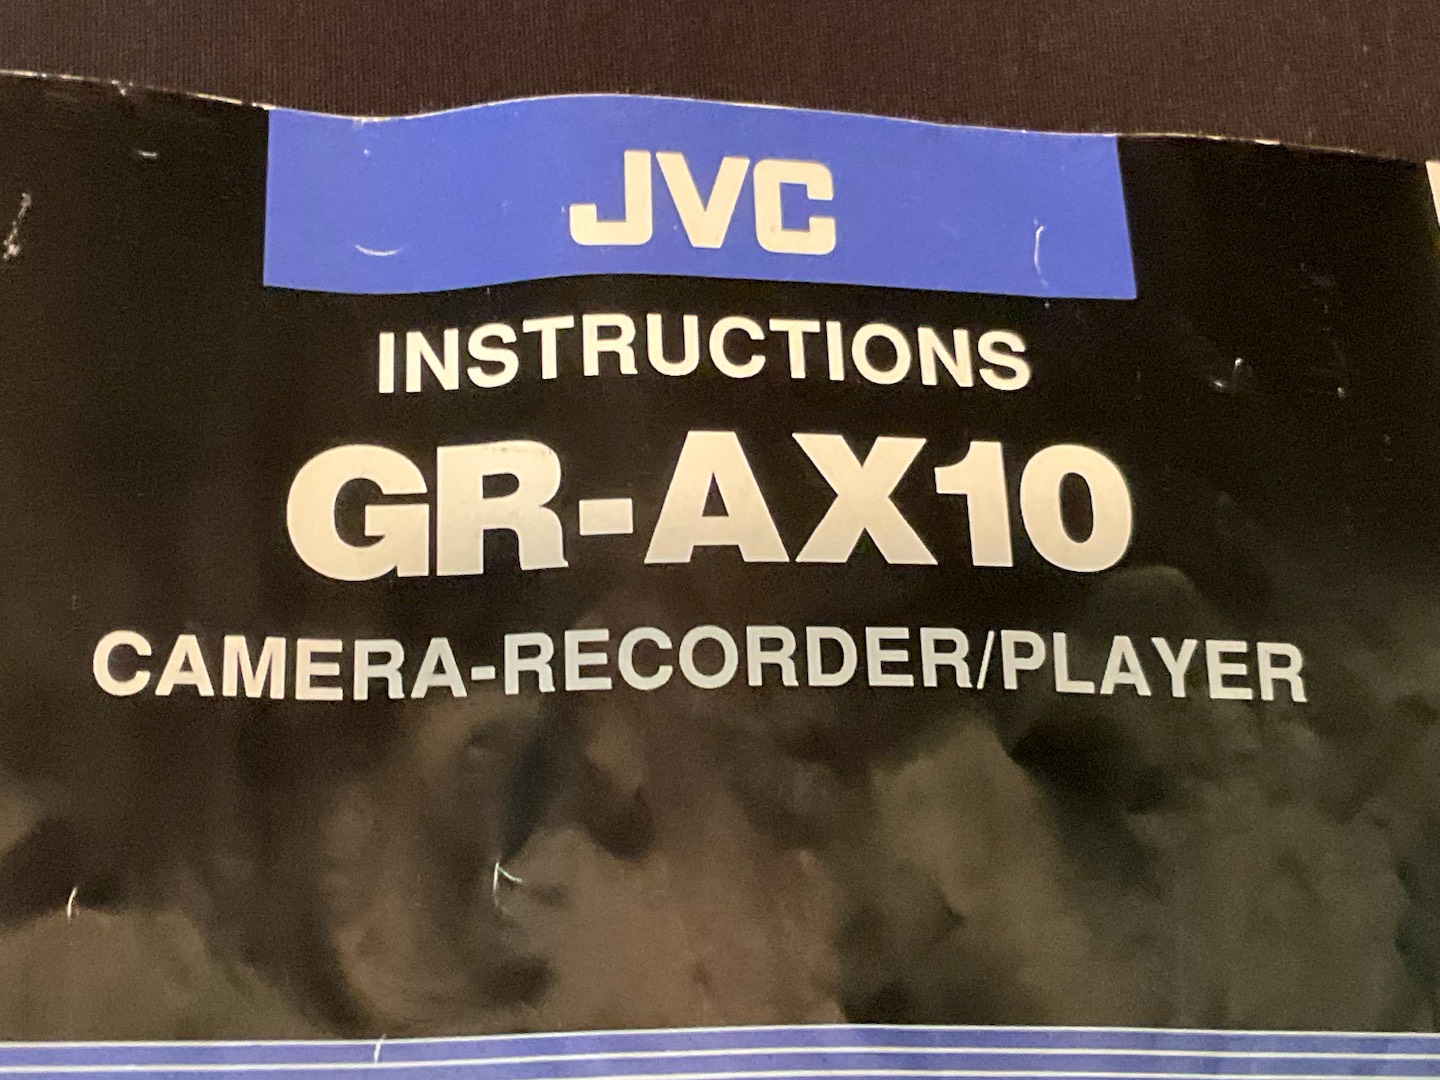 JVC
INSTRUCTIONS
GR-AX10
CAMERA-RECORDER/PLAYER